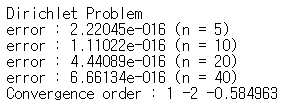 Dirichlet Problem
error : 2.22045e-016 (n = 5)
error : 1.11022e-016 (n = 10)
error : 4.44089e-016 (n = 20)
error : 6.66134e-016 (n = 40)
Convergence order : 1 -2 -0.584963